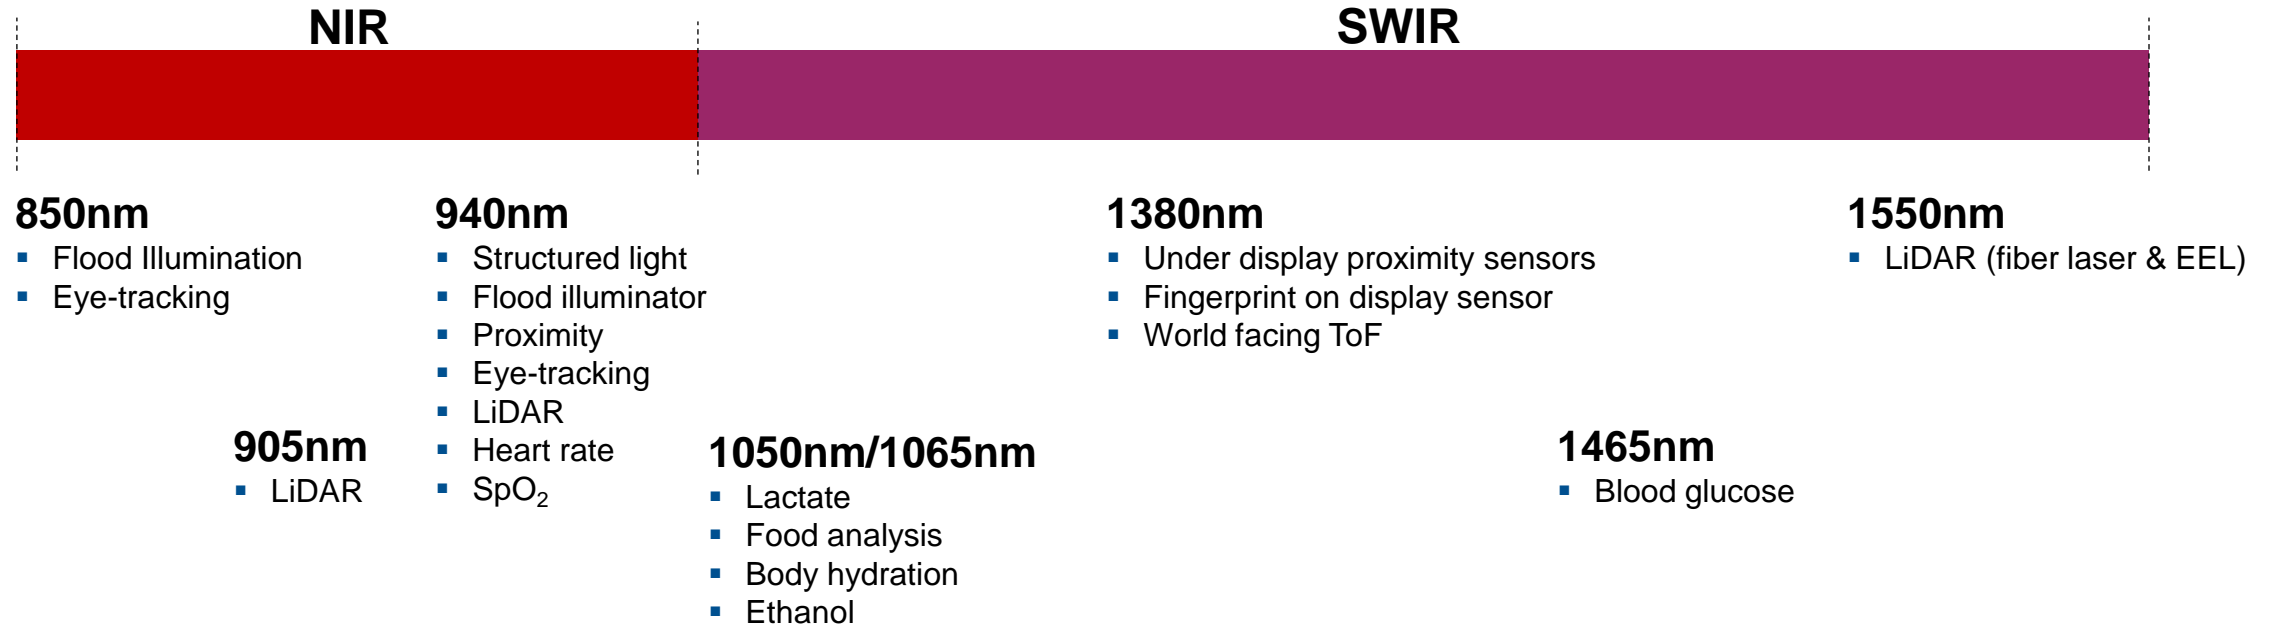 NIR
SWIR
850nm
▪ Flood Illumination
▪ Eye-tracking
905nm
▪ LiDAR
940nm
▪ Structured light
▪ Flood illuminator
▪ Proximity
▪ Eye-tracking
▪ LiDAR
▪ Heart rate
▪ SpO₂
1050nm/1065nm
▪ Lactate
▪ Food analysis
▪ Body hydration
▪ Ethanol
1380nm
▪ Under display proximity sensors
▪ Fingerprint on display sensor
▪ World facing ToF
1465nm
▪ Blood glucose
1550nm
▪ LiDAR (fiber laser & EEL)